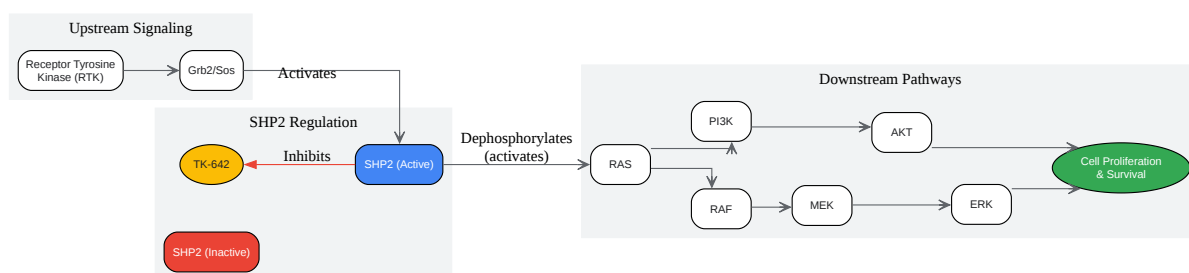 Upstream Signaling
Receptor Tyrosine
Kinase (RTK)
Grb2/Sos
Activates
SHP2 Regulation
TK-642
Inhibits
SHP2 (Active)
SHP2 (Inactive)
Dephosphorylates
(activates)
Downstream Pathways
RAS
PI3K
AKT
RAF
MEK
ERK
Cell Proliferation
& Survival